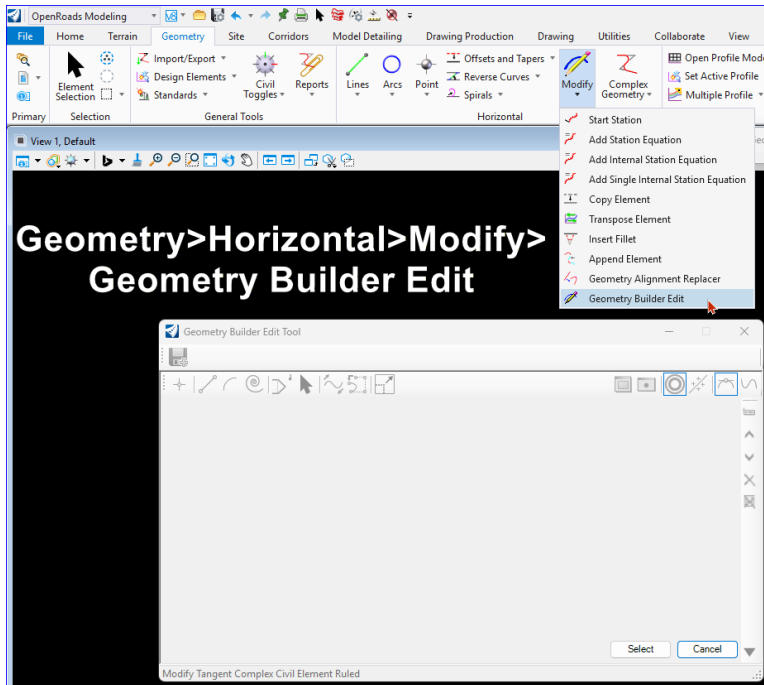 OpenRoads Modeling
File Home Terrain Geometry Site Corridors Model Detailing Drawing Production Drawing Utilities Collaborate View
Element Selection
Import/Export
Design Elements
Standards
Civil Toggles
Reports
Lines
Arcs
Point
Offsets and Tapers
Reverse Curves
Spirals
Modify
Complex Geometry
Open Profile Mod
Set Active Profile
Multiple Profile
Primary Selection General Tools Horizontal
View 1, Default
Start Station
Add Station Equation
Add Internal Station Equation
Add Single Internal Station Equation
Copy Element
Transpose Element
Insert Fillet
Append Element
Geometry Alignment Replacer
Geometry Builder Edit
Geometry>Horizontal>Modify>
Geometry Builder Edit
Geometry Builder Edit Tool
Select Cancel
Modify Tangent Complex Civil Element Ruled